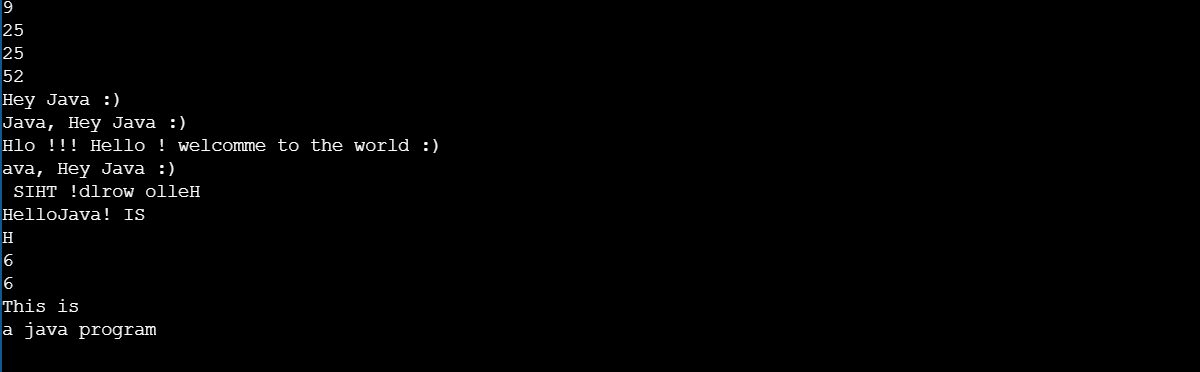 9
25
25
52
Hey Java :)
Java, Hey Java :)
Hlo !!! Hello ! welcomme to the world :)
ava, Hey Java :)
 SIHT !dlrow olleH
HelloJava! IS
H
6
6
This is
a java program